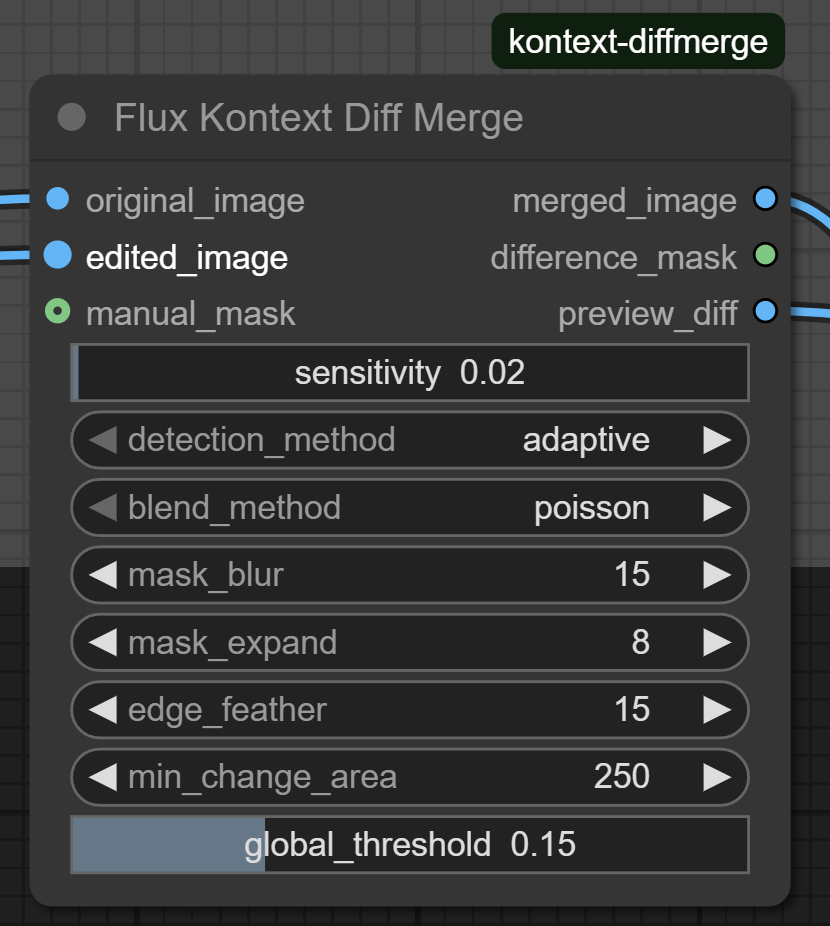 kontext-diffmerge
Flux Kontext Diff Merge
original_image merged_image
edited_image difference_mask
manual_mask preview_diff
sensitivity 0.02
detection_method adaptive
blend_method poisson
mask_blur 15
mask_expand 8
edge_feather 15
min_change_area 250
global_threshold 0.15